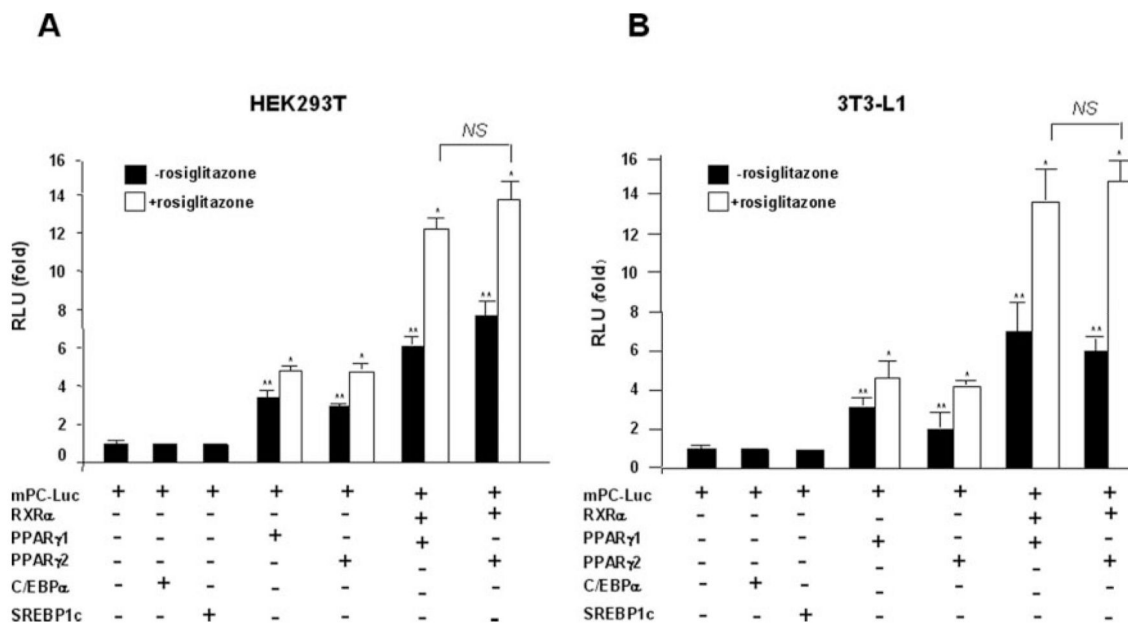 A
HEK293T
NS
-rosiglitazone
+rosiglitazone
RLU (fold)
16
14
12
10
8
6
4
2
0
** * ** * ** * ** *
mPC-Luc + + + + + + +
RXRα - - - - - + +
PPARγ1 - - - + - + -
PPARγ2 - - - - + - +
C/EBPα - + - - - - -
SREBP1c - - + - - - -
B
3T3-L1
NS
-rosiglitazone
+rosiglitazone
RLU (fold)
16
14
12
10
8
6
4
2
0
** * ** * ** * ** *
mPC-Luc + + + + + + +
RXRα - - - - - + +
PPARγ1 - - - + - + -
PPARγ2 - - - - + - +
C/EBPα - + - - - - -
SREBP1c - - + - - - -